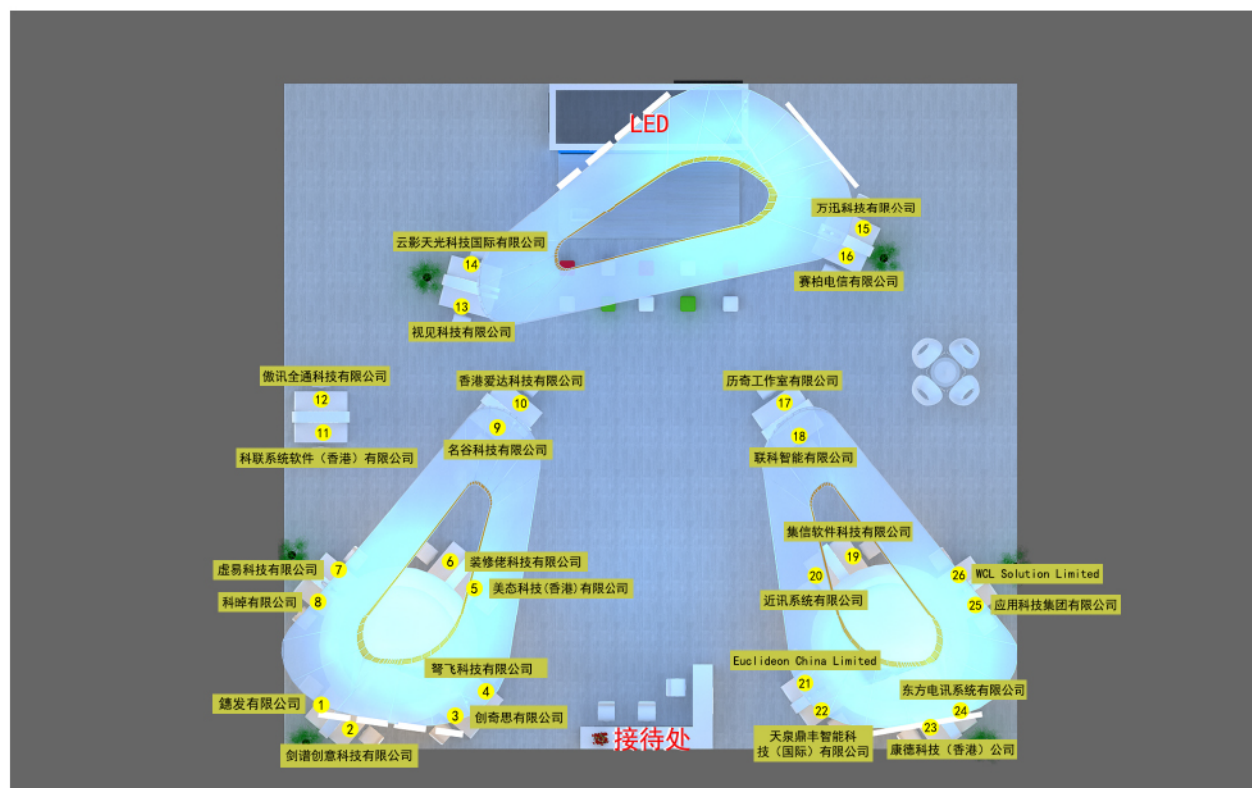 LED
万迅科技有限公司
15
云影天光科技国际有限公司
14
16
赛柏电信有限公司
13
视见科技有限公司
傲讯全通科技有限公司
香港爱达科技有限公司
历奇工作室有限公司
12
10
17
11
9
18
科联系统软件（香港）有限公司
名谷科技有限公司
联科智能有限公司
集信软件科技有限公司
6
装修佬科技有限公司
19
虚易科技有限公司
7
20
26
WCL Solution Limited
5
美态科技(香港)有限公司
科晫有限公司
8
近讯系统有限公司
25
应用科技集团有限公司
弩飞科技有限公司
Euclideon China Limited
4
21
东方电讯系统有限公司
鏸发有限公司
1
3
创奇思有限公司
22
24
2
23
剑谱创意科技有限公司
接待处
天泉鼎丰智能科
技（国际）有限公司
康德科技（香港）公司